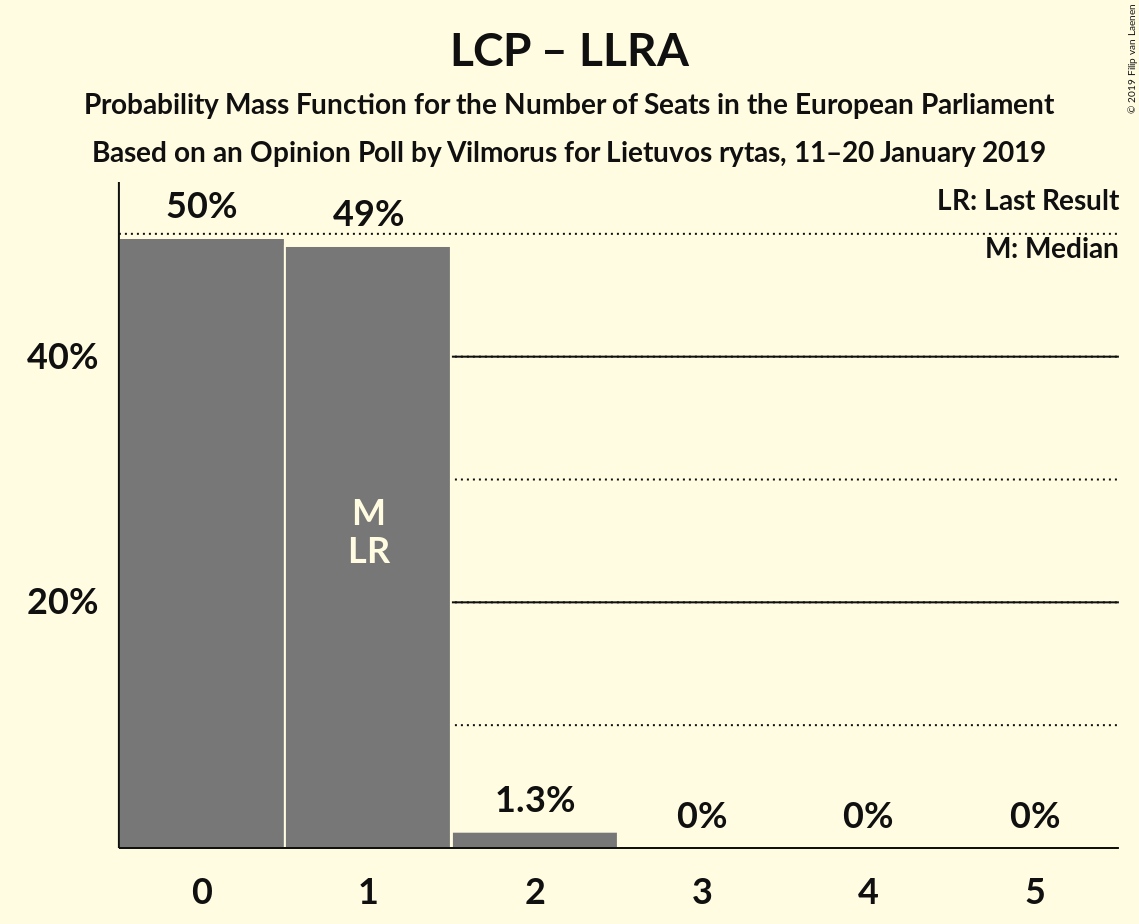 LCP – LLRA
Probability Mass Function for the Number of Seats in the European Parliament
Based on an Opinion Poll by Vilmorus for Lietuvos rytas, 11–20 January 2019
© 2019 Filip van Laenen
LR: Last Result
M: Median
50%
49%
40%
M
LR
20%
1.3%
0%
0%
0%
0
1
2
3
4
5